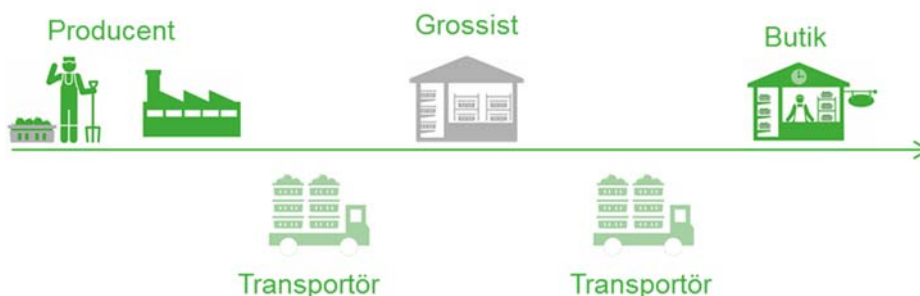 Producent
Grossist
Butik
Transportör
Transportör